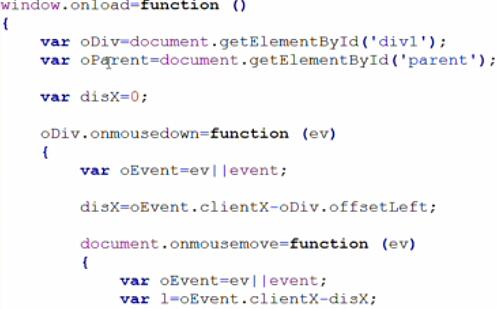 window.onload=function ()
{
var oDiv=document.getElementById('div1');
var oParent=document.getElementById('parent');
var disX=0;
oDiv.onmousedown=function (ev)
{
var oEvent=ev||event;
disX=oEvent.clientX-oDiv.offsetLeft;
document.onmousemove=function (ev)
{
var oEvent=ev||event;
var l=oEvent.clientX-disX;